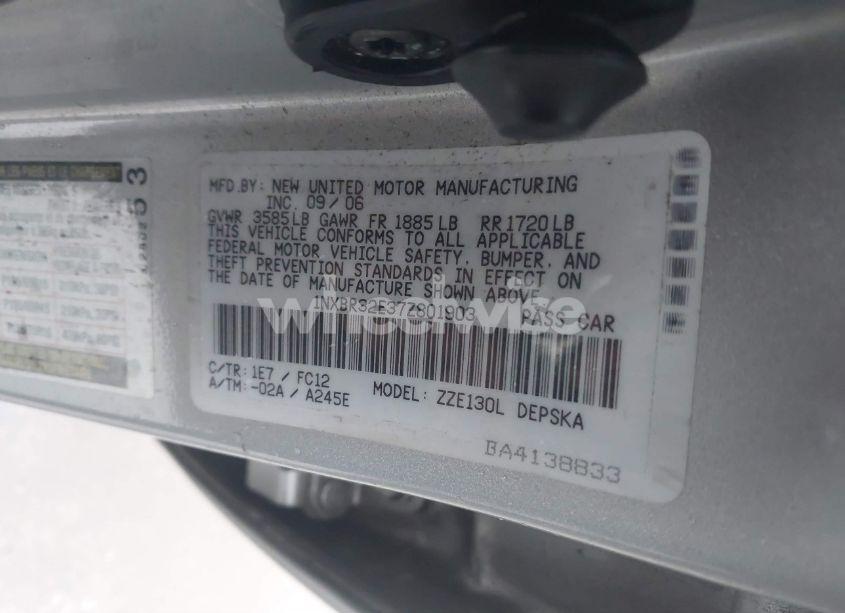 MFD.BY: NEW UNITED MOTOR MANUFACTURING
INC. 09/06
GVWR 3585LB GAWR FR 1885LB RR 1720LB
THIS VEHICLE CONFORMS TO ALL APPLICABLE
FEDERAL MOTOR VEHICLE SAFETY, BUMPER, AND
THEFT PREVENTION STANDARDS IN EFFECT ON
THE DATE OF MANUFACTURE SHOWN ABOVE.
1NXBR32E37Z801903 PASS CAR
wheelwise
C/TR: 1E7 / FC12
A/TM: -02A / A245E
MODEL: ZZE130L DEPSKA
BA4138833
53